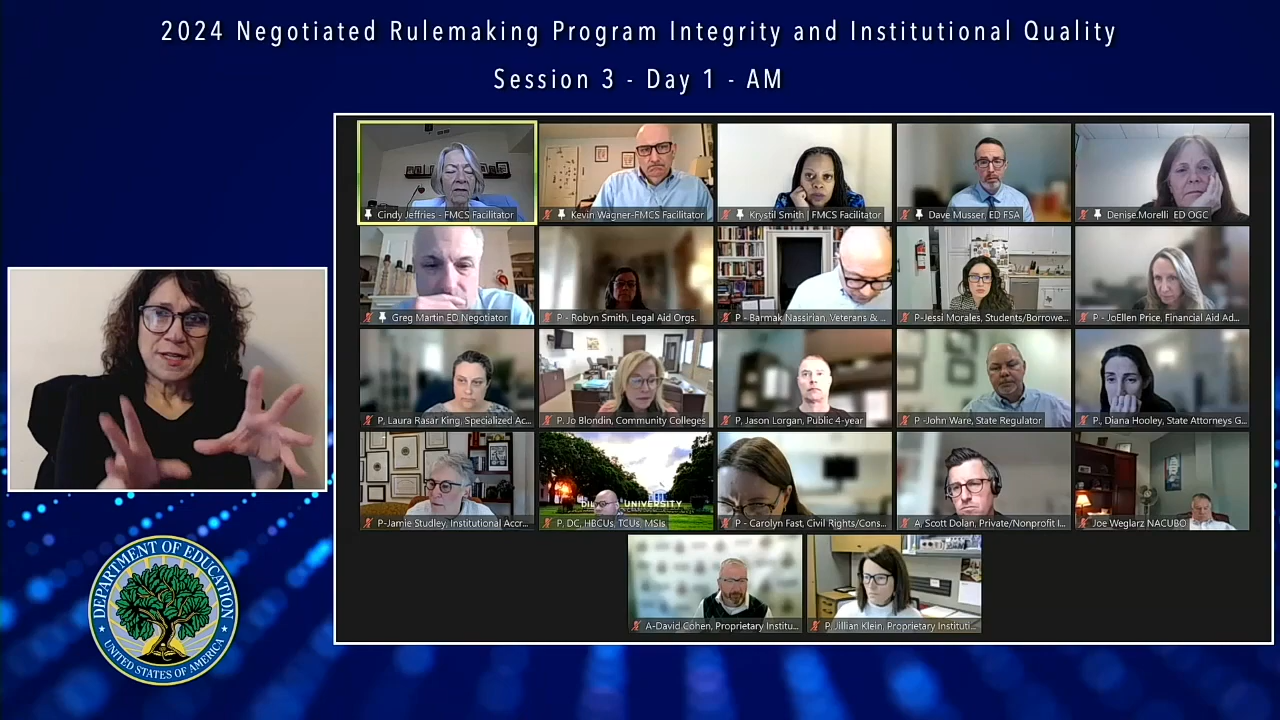 2024 Negotiated Rulemaking Program Integrity and Institutional Quality
Session 3 - Day 1 - AM
Cindy Jeffries - FMCS Facilitator
Kevin Wagner-FMCS Facilitator
Krystil Smith | FMCS Facilitator
Dave Musser, ED FSA
Denise.Morelli ED OGC
Greg Martin ED Negotiator
P - Robyn Smith, Legal Aid Orgs.
P - Barmak Nassirian, Veterans & ...
P-Jessi Morales, Students/Borrowe...
P - JoEllen Price, Financial Aid Ad...
P, Laura Rasar King, Specialized Ac...
P. Jo Blondin, Community Colleges
P. Jason Lorgan, Public 4-year
P -John Ware, State Regulator
P., Diana Hooley, State Attorneys G...
P-Jamie Studley, Institutional Accr...
UNIVERSITY
P, DC, HBCUs, TCUs, MSIs
P - Carolyn Fast, Civil Rights/Cons...
A, Scott Dolan, Private/Nonprofit I...
Joe Weglarz NACUBO
A-David Cohen, Proprietary Institu...
P, Jillian Klein, Proprietary Instituti...
DEPARTMENT OF EDUCATION
UNITED STATES OF AMERICA